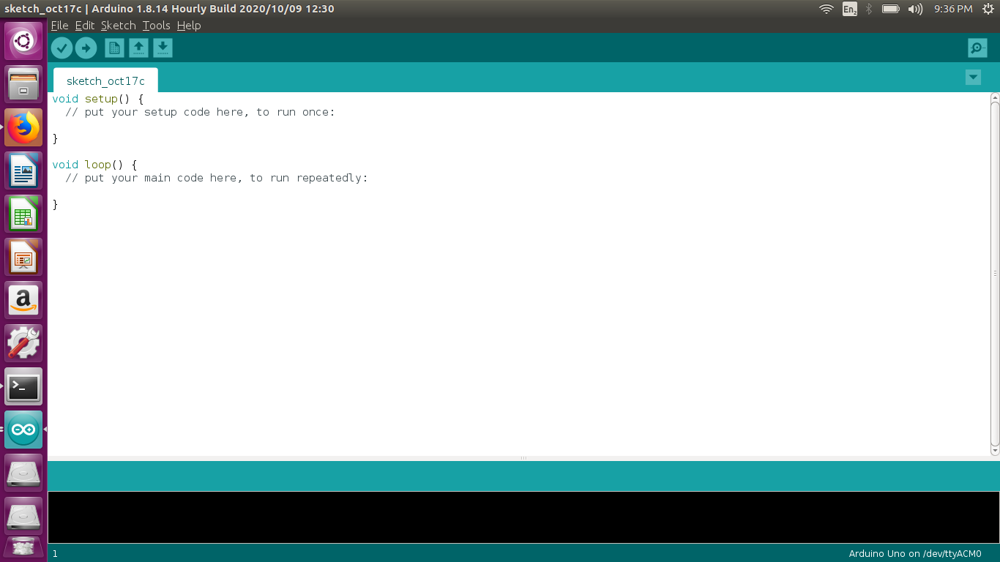 sketch_oct17c | Arduino 1.8.14 Hourly Build 2020/10/09 12:30
En2
9:36 PM
File Edit Sketch Tools Help
sketch_oct17c
void setup() {
  // put your setup code here, to run once:
}
void loop() {
  // put your main code here, to run repeatedly:
}
1
Arduino Uno on /dev/ttyACM0